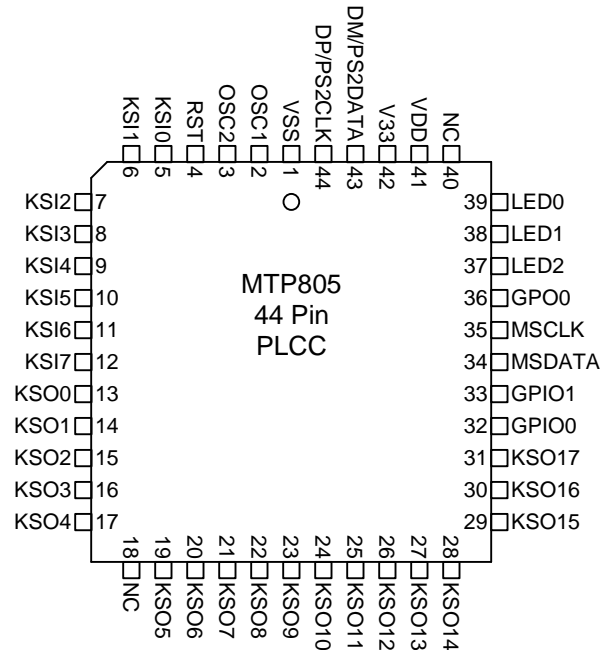 KSI1 KSI0 RST OSC2 OSC1 VSS DP/PS2CLK DM/PS2DATA V33 VDD NC
6 5 4 3 2 1 44 43 42 41 40
KSI2 7 39 LED0
KSI3 8 38 LED1
KSI4 9 37 LED2
KSI5 10 36 GPO0
KSI6 11 35 MSCLK
KSI7 12 34 MSDATA
KSO0 13 33 GPIO1
KSO1 14 32 GPIO0
KSO2 15 31 KSO17
KSO3 16 30 KSO16
KSO4 17 29 KSO15
MTP805
44 Pin
PLCC
18 19 20 21 22 23 24 25 26 27 28
NC KSO5 KSO6 KSO7 KSO8 KSO9 KSO10 KSO11 KSO12 KSO13 KSO14